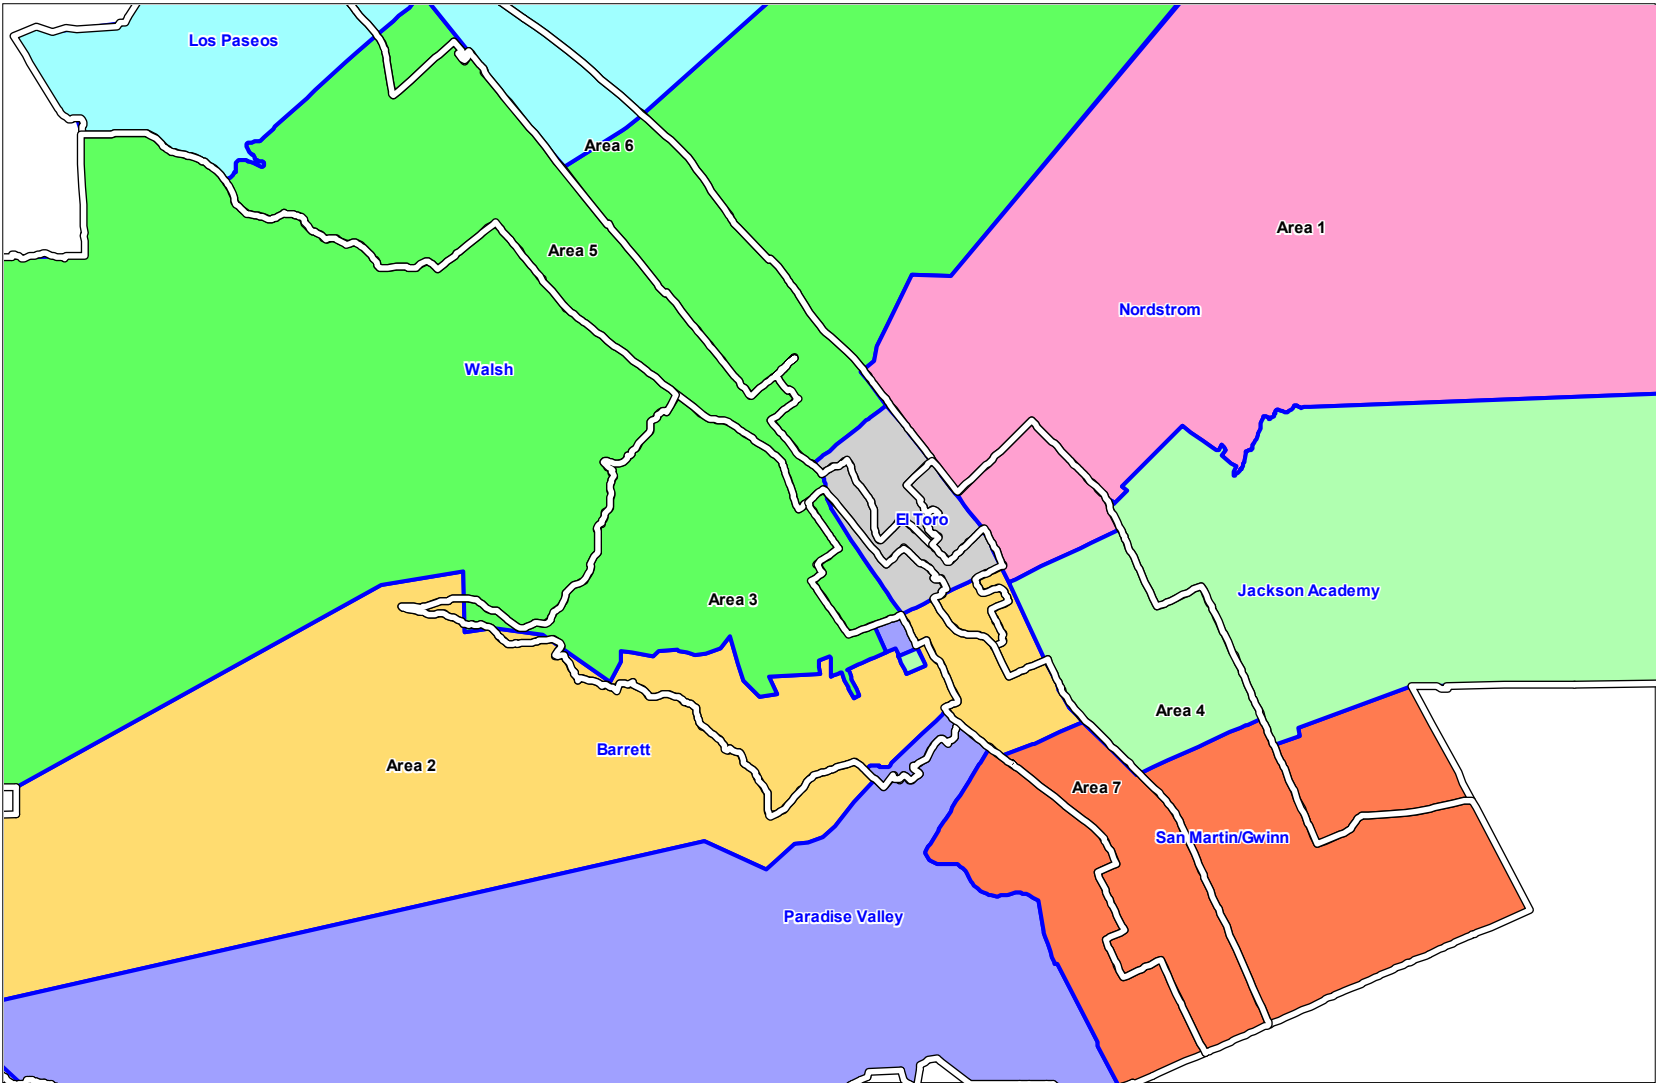 Los Paseos
Area 6
Area 1
Area 5
Nordstrom
Walsh
El Toro
Jackson Academy
Area 3
Area 4
Barrett
Area 2
Area 7
San Martin/Gwinn
Paradise Valley